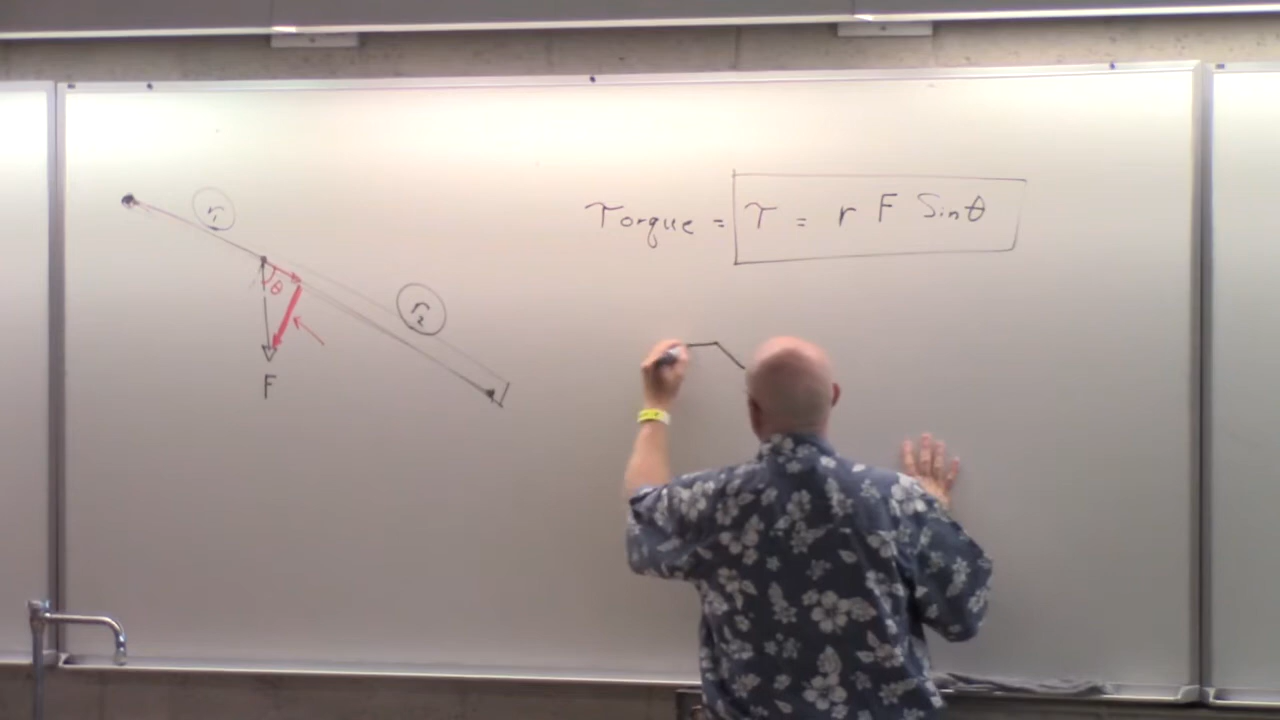 r₁
Torque = τ = r F Sinθ
θ
r₂
F